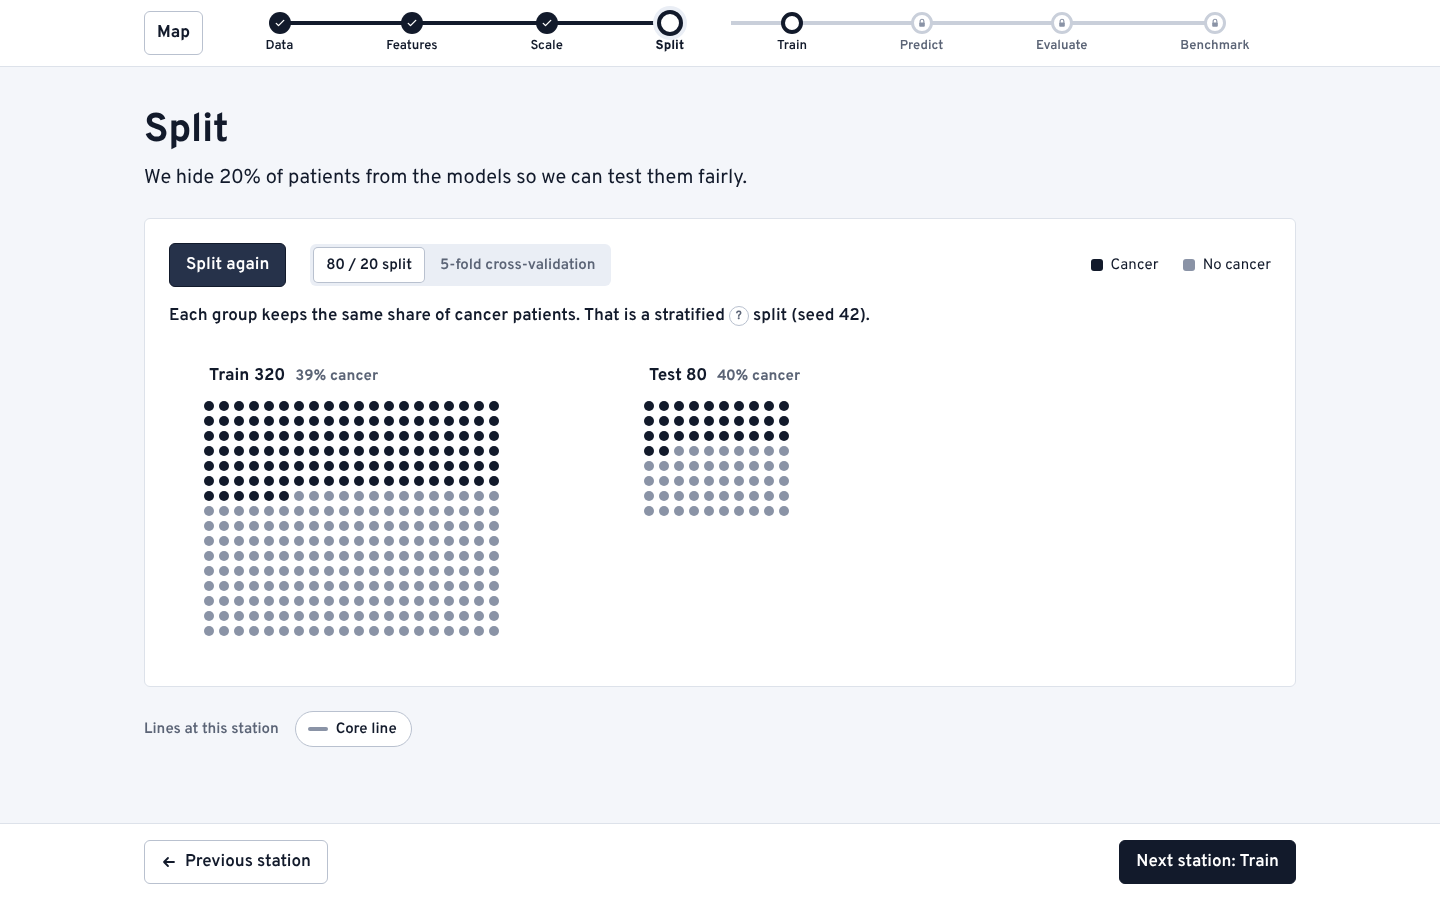 Map
Data
Features
Scale
Split
Train
Predict
Evaluate
Benchmark
Split
We hide 20% of patients from the models so we can test them fairly.
Split again
80 / 20 split
5-fold cross-validation
Cancer
No cancer
Each group keeps the same share of cancer patients. That is a stratified ? split (seed 42).
Train 320 39% cancer
Test 80 40% cancer
Lines at this station
Core line
← Previous station
Next station: Train